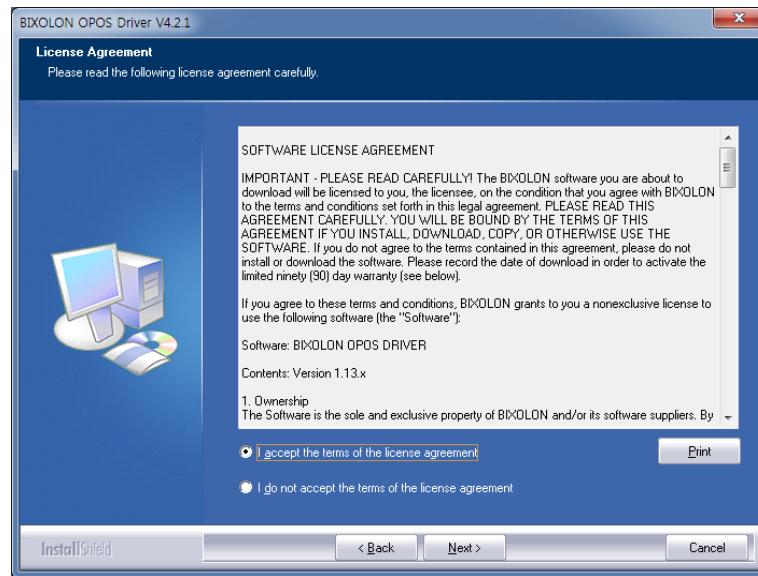 BIXOLON OPOS Driver V4.2.1
License Agreement
Please read the following license agreement carefully.
SOFTWARE LICENSE AGREEMENT
IMPORTANT - PLEASE READ CAREFULLY! The BIXOLON software you are about to
download will be licensed to you, the licensee, on the condition that you agree with BIXOLON
to the terms and conditions set forth in this legal agreement. PLEASE READ THIS
AGREEMENT CAREFULLY. YOU WILL BE BOUND BY THE TERMS OF THIS
AGREEMENT IF YOU INSTALL, DOWNLOAD, COPY, OR OTHERWISE USE THE
SOFTWARE. If you do not agree to the terms contained in this agreement, please do not
install or download the software. Please record the date of download in order to activate the
limited ninety (90) day warranty (see below).
If you agree to these terms and conditions, BIXOLON grants to you a nonexclusive license to
use the following software (the "Software"):
Software: BIXOLON OPOS DRIVER
Contents: Version 1.13.x
1. Ownership
The Software is the sole and exclusive property of BIXOLON and/or its software suppliers. By
I accept the terms of the license agreement
Print
I do not accept the terms of the license agreement
InstallShield
< Back
Next >
Cancel